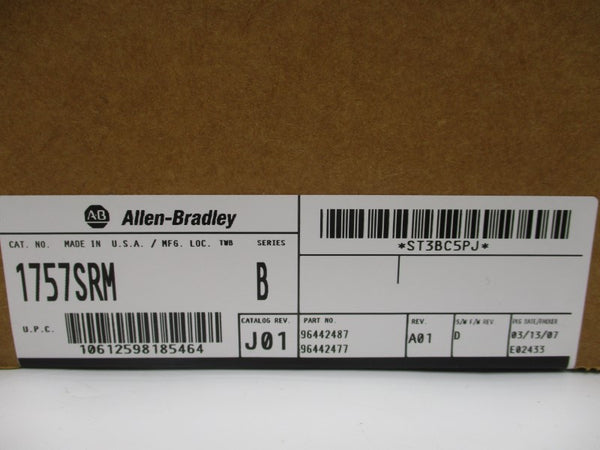 AB Allen-Bradley
*ST3BC5PJ*
CAT. NO. MADE IN U.S.A. / MFG. LOC. TWB SERIES
1757SRM B
U.P.C.
10612598185464
CATALOG REV.
J01
PART NO.
96442487
96442477
REV.
A01
S/W F/W REV
D
PKG DATE/PACKER
03/13/07
E02433